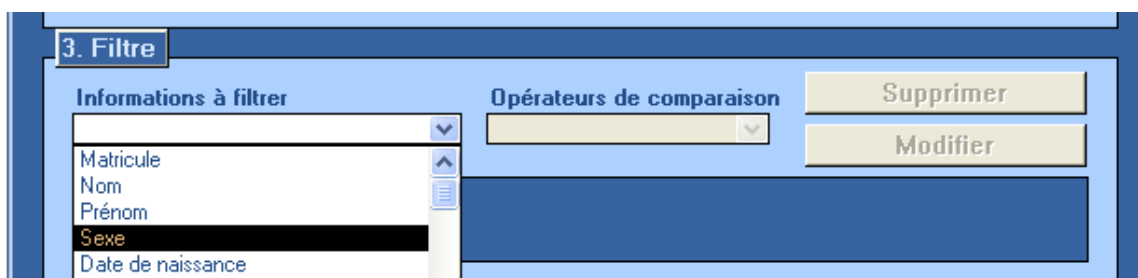 3. Filtre
Informations à filtrer
Opérateurs de comparaison
Supprimer
Modifier
Matricule
Nom
Prénom
Sexe
Date de naissance